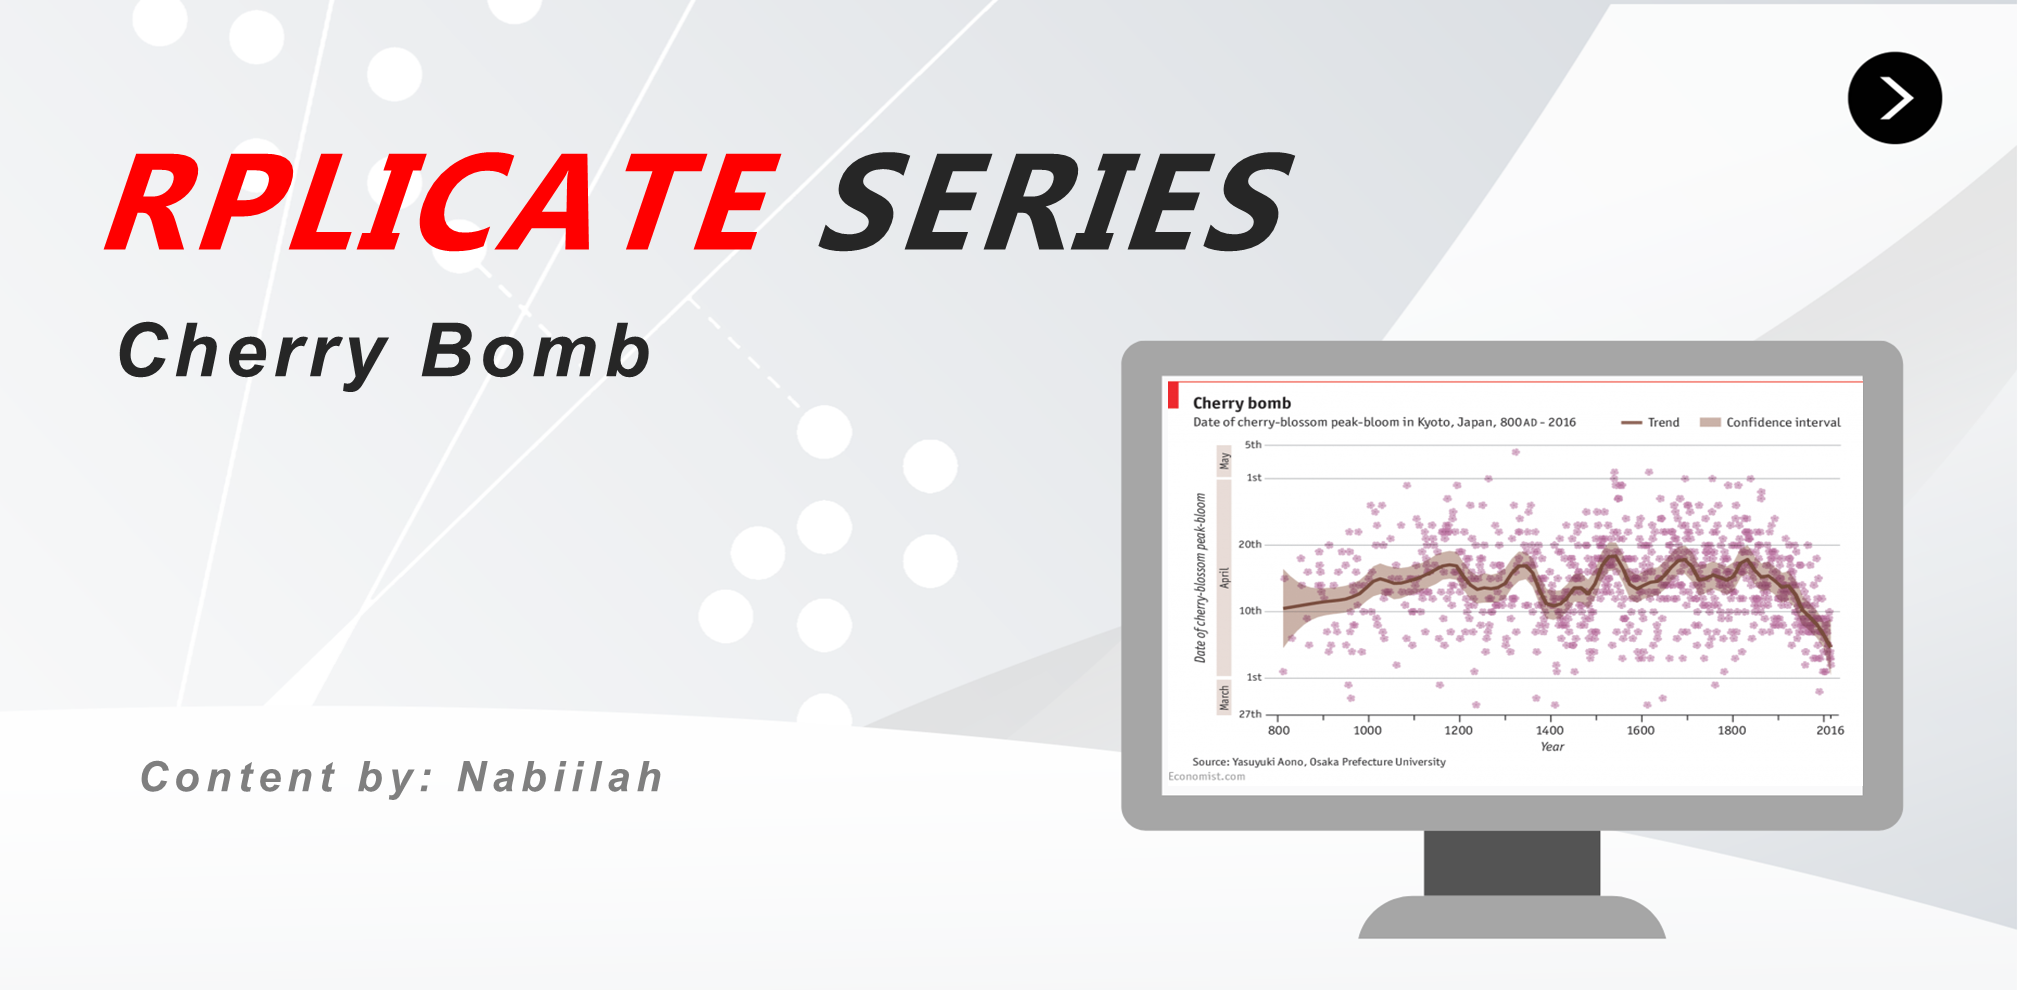 RPLICATE SERIES
Cherry Bomb
Content by: Nabiilah
Cherry bomb
Date of cherry-blossom peak-bloom in Kyoto, Japan, 800AD - 2016
Trend
Confidence interval
Date of cherry-blossom peak-bloom
May
April
March
5th
1st
20th
10th
1st
27th
800 1000 1200 1400 1600 1800 2016
Year
Source: Yasuyuki Aono, Osaka Prefecture University
Economist.com